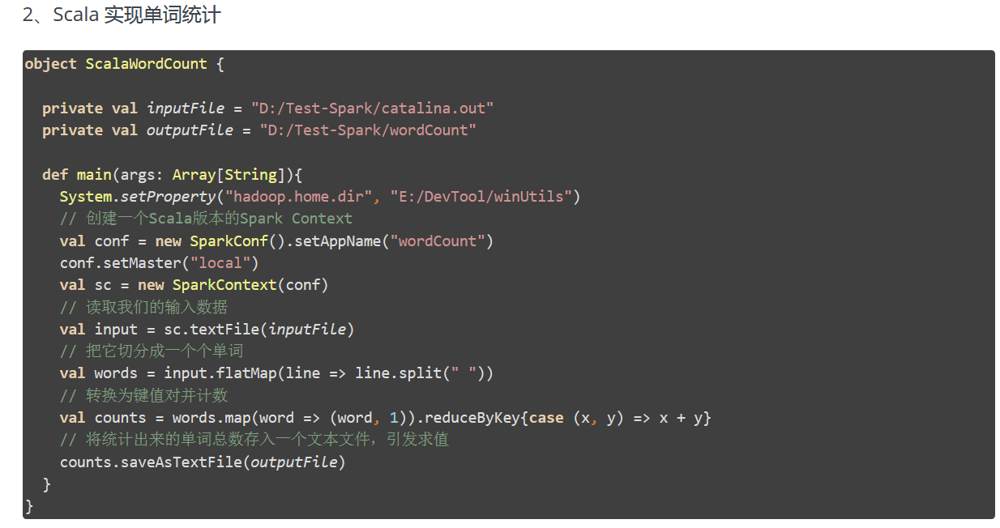 2、Scala 实现单词统计
object ScalaWordCount {
private val inputFile = "D:/Test-Spark/catalina.out"
private val outputFile = "D:/Test-Spark/wordCount"
def main(args: Array[String]){
System.setProperty("hadoop.home.dir", "E:/DevTool/winUtils")
// 创建一个Scala版本的Spark Context
val conf = new SparkConf().setAppName("wordCount")
conf.setMaster("local")
val sc = new SparkContext(conf)
// 读取我们的输入数据
val input = sc.textFile(inputFile)
// 把它切分成一个个单词
val words = input.flatMap(line => line.split(" "))
// 转换为键值对并计数
val counts = words.map(word => (word, 1)).reduceByKey{case (x, y) => x + y}
// 将统计出来的单词总数存入一个文本文件，引发求值
counts.saveAsTextFile(outputFile)
}
}